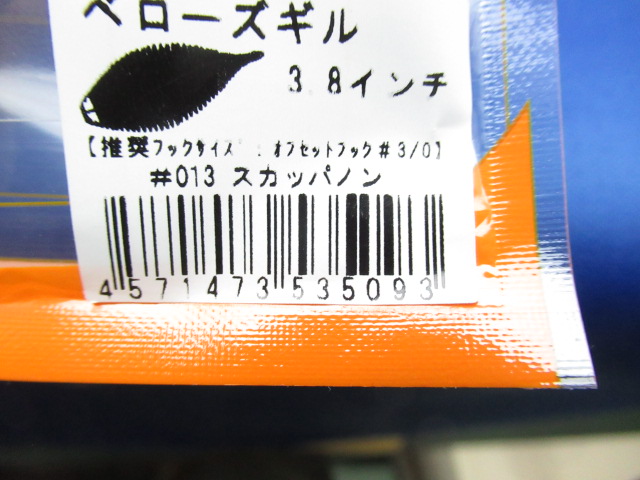 ベローズギル
3.8インチ
【推奨フックサイズ：オフセットフック#3/0】
#013 スカッパノン
4571473535093